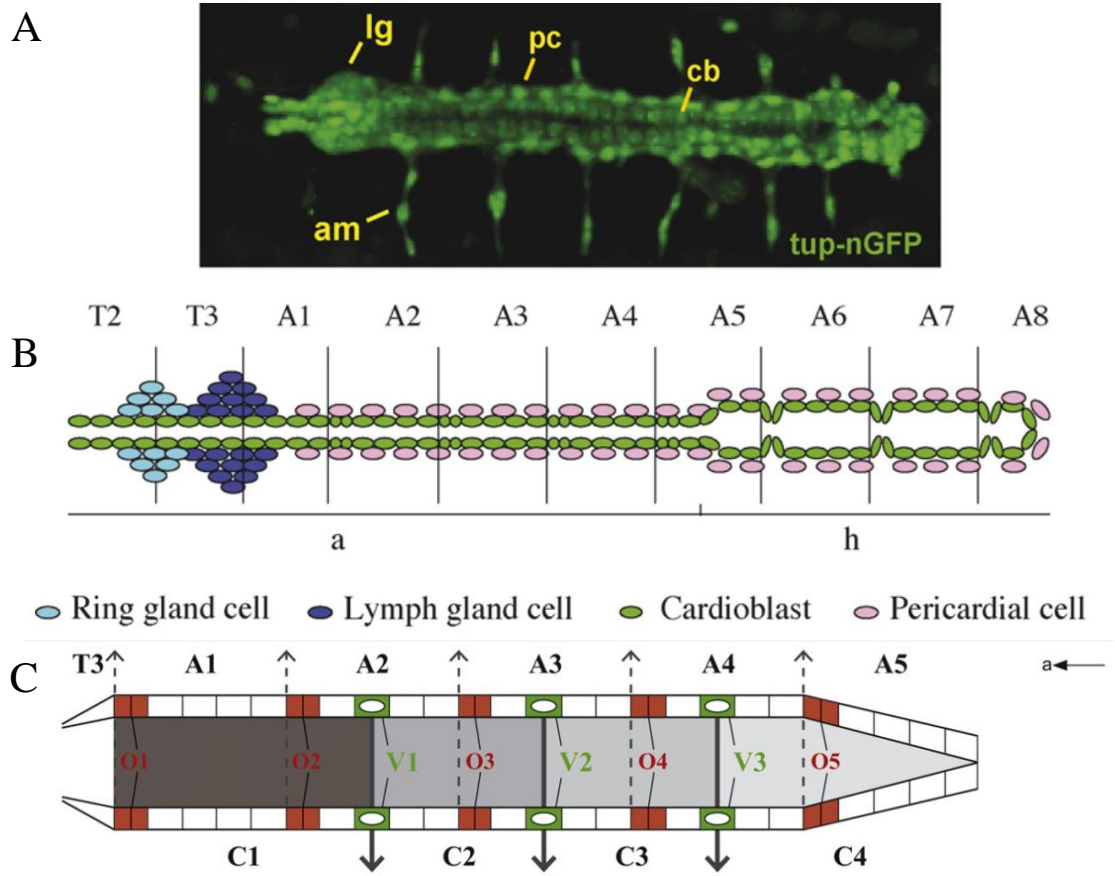 A
lg
pc
cb
am
tup-nGFP
B
T2 T3 A1 A2 A3 A4 A5 A6 A7 A8
a h
Ring gland cell Lymph gland cell Cardioblast Pericardial cell
C
T3 A1 A2 A3 A4 A5 a
O1 O2 V1 O3 V2 O4 V3 O5
C1 C2 C3 C4